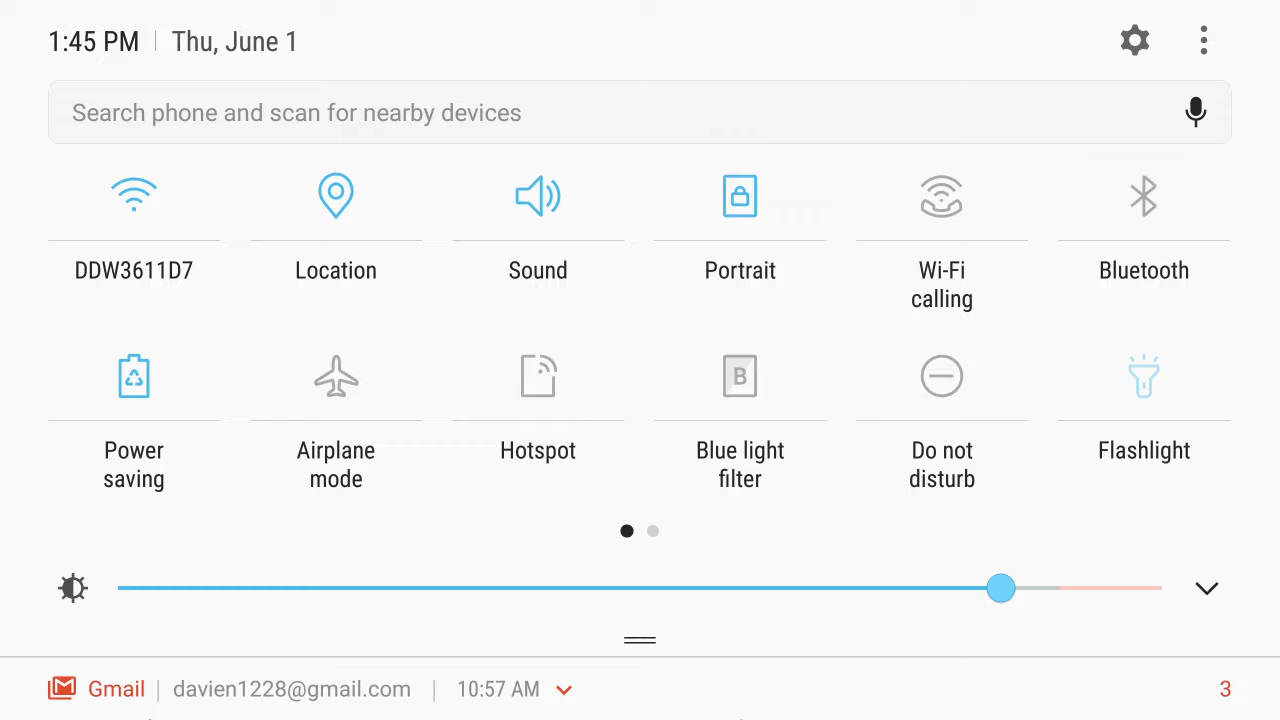 1:45 PM | Thu, June 1
Search phone and scan for nearby devices
DDW3611D7 Location Sound Portrait Wi-Fi calling Bluetooth
Power saving Airplane mode Hotspot B Blue light filter Do not disturb Flashlight
Gmail | davien1228@gmail.com | 10:57 AM 3